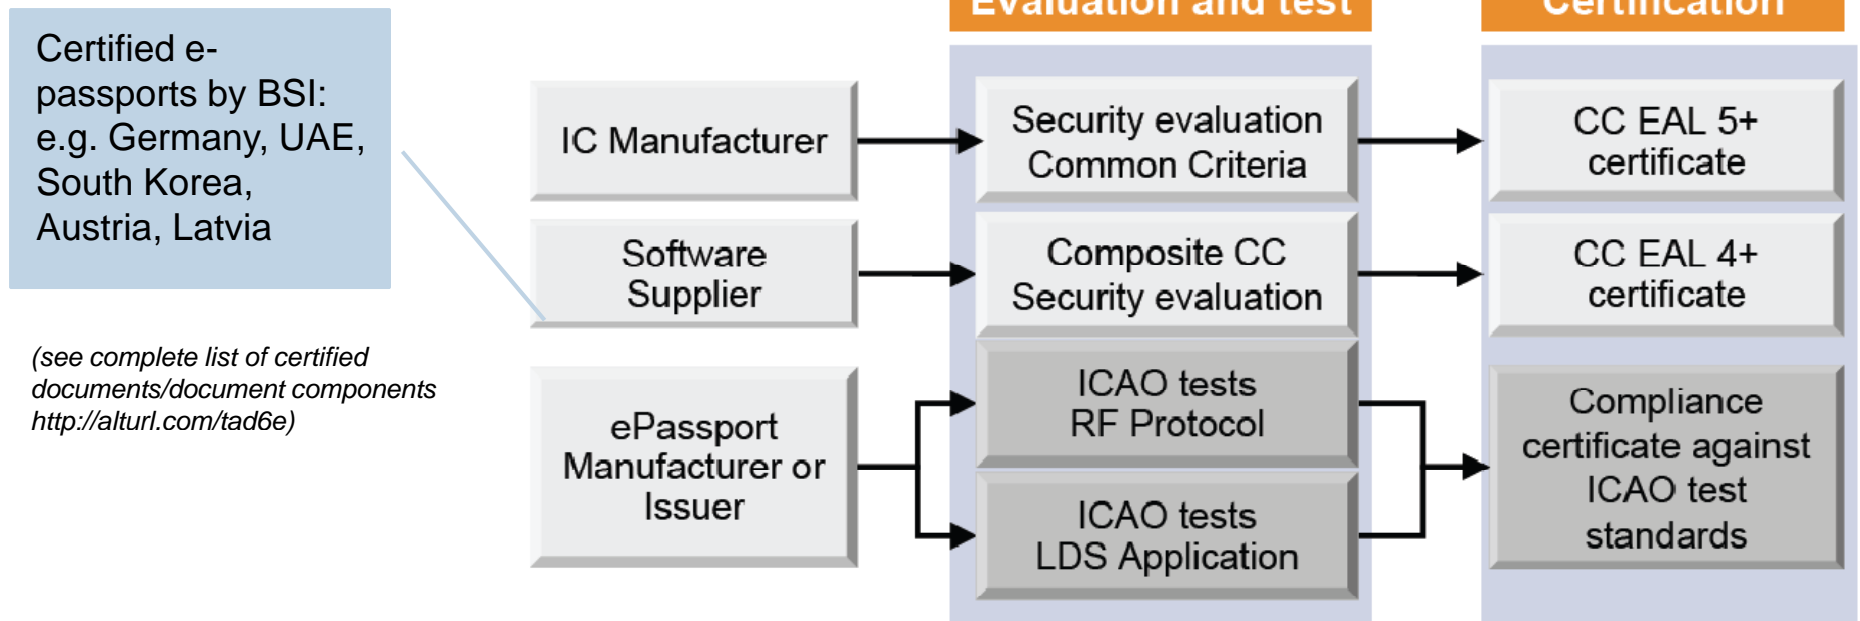 Evaluation and test
Certification
Certified e-
passports by BSI:
e.g. Germany, UAE,
South Korea,
Austria, Latvia
(see complete list of certified
documents/document components
http://alturl.com/tad6e)
IC Manufacturer
Security evaluation
Common Criteria
CC EAL 5+
certificate
Software
Supplier
Composite CC
Security evaluation
CC EAL 4+
certificate
ePassport
Manufacturer or
Issuer
ICAO tests
RF Protocol
ICAO tests
LDS Application
Compliance
certificate against
ICAO test
standards